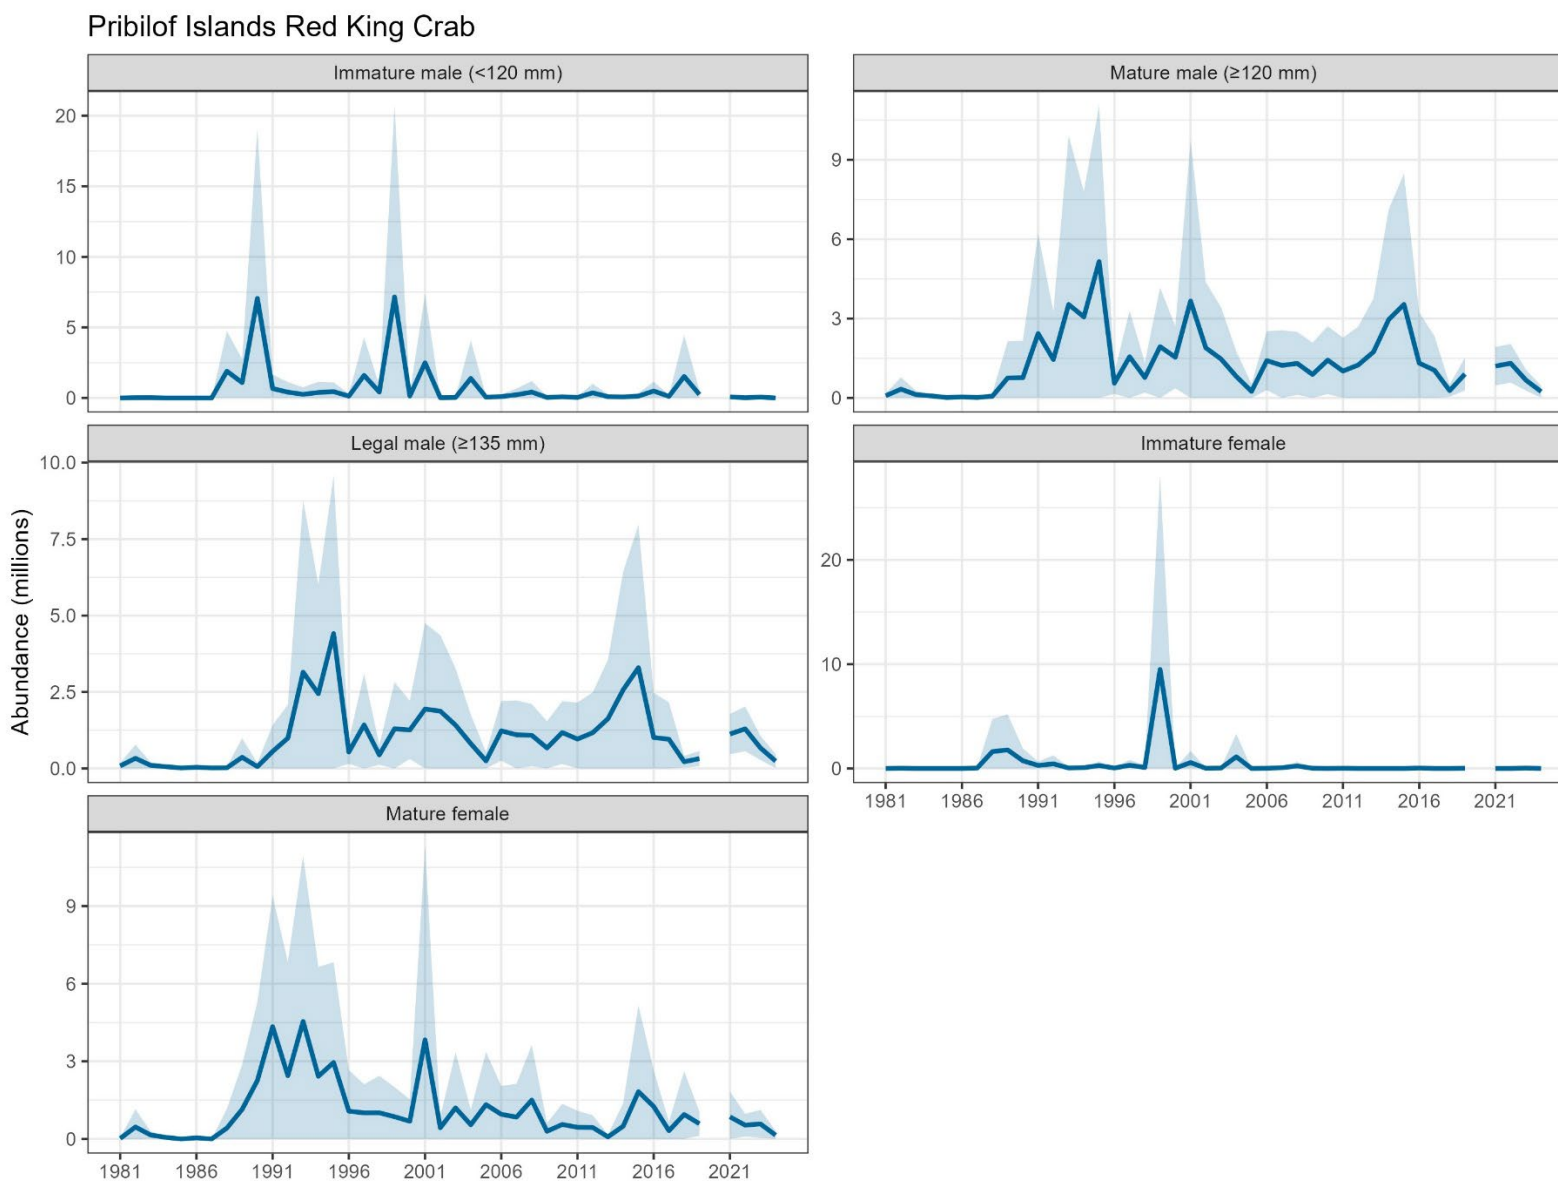 Pribilof Islands Red King Crab
Immature male (<120 mm)
20
15
10
5
0
Mature male (≥120 mm)
9
6
3
0
Abundance (millions)
Legal male (≥135 mm)
10.0
7.5
5.0
2.5
0.0
Immature female
20
10
0
1981 1986 1991 1996 2001 2006 2011 2016 2021
Mature female
9
6
3
0
1981 1986 1991 1996 2001 2006 2011 2016 2021